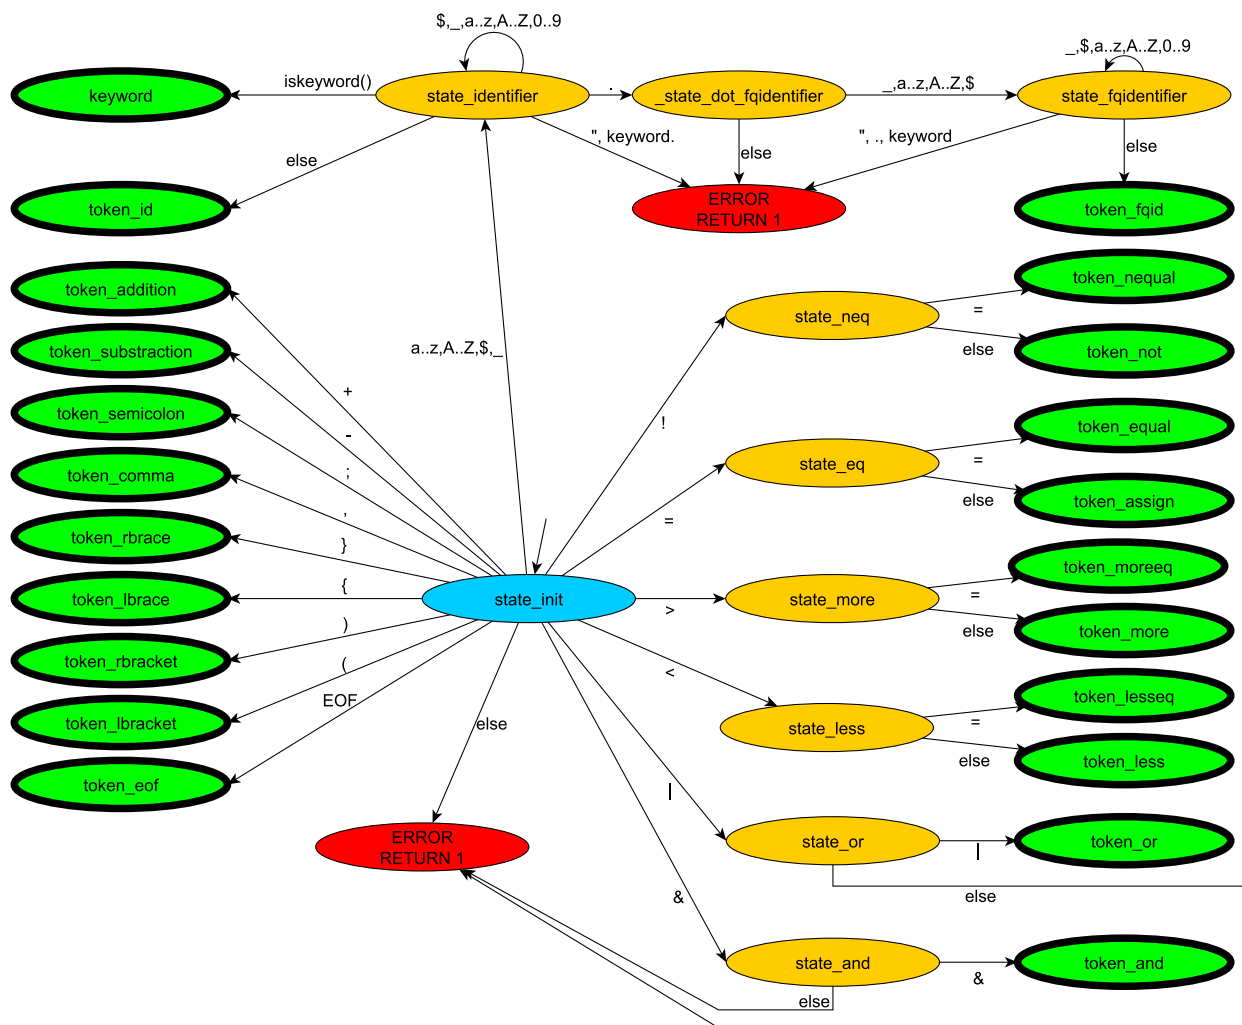 $,_,a..z,A..Z,0..9
_,$,a..z,A..Z,0..9
keyword
iskeyword()
state_identifier
.
_state_dot_fqidentifier
_,a..z,A..Z,$
state_fqidentifier
else
", keyword.
else
", ., keyword
else
token_id
ERROR
RETURN 1
token_fqid
token_addition
token_nequal
state_neq
=
token_substraction
a..z,A..Z,$,_
else
token_not
+
token_semicolon
!
token_equal
-
state_eq
=
token_comma
;
else
token_assign
,
=
token_rbrace
}
token_moreeq
{
token_lbrace
state_init
>
state_more
=
)
else
token_more
token_rbracket
(
<
token_lesseq
EOF
token_lbracket
else
state_less
=
else
token_less
token_eof
|
ERROR
RETURN 1
state_or
|
token_or
&
else
state_and
&
token_and
else